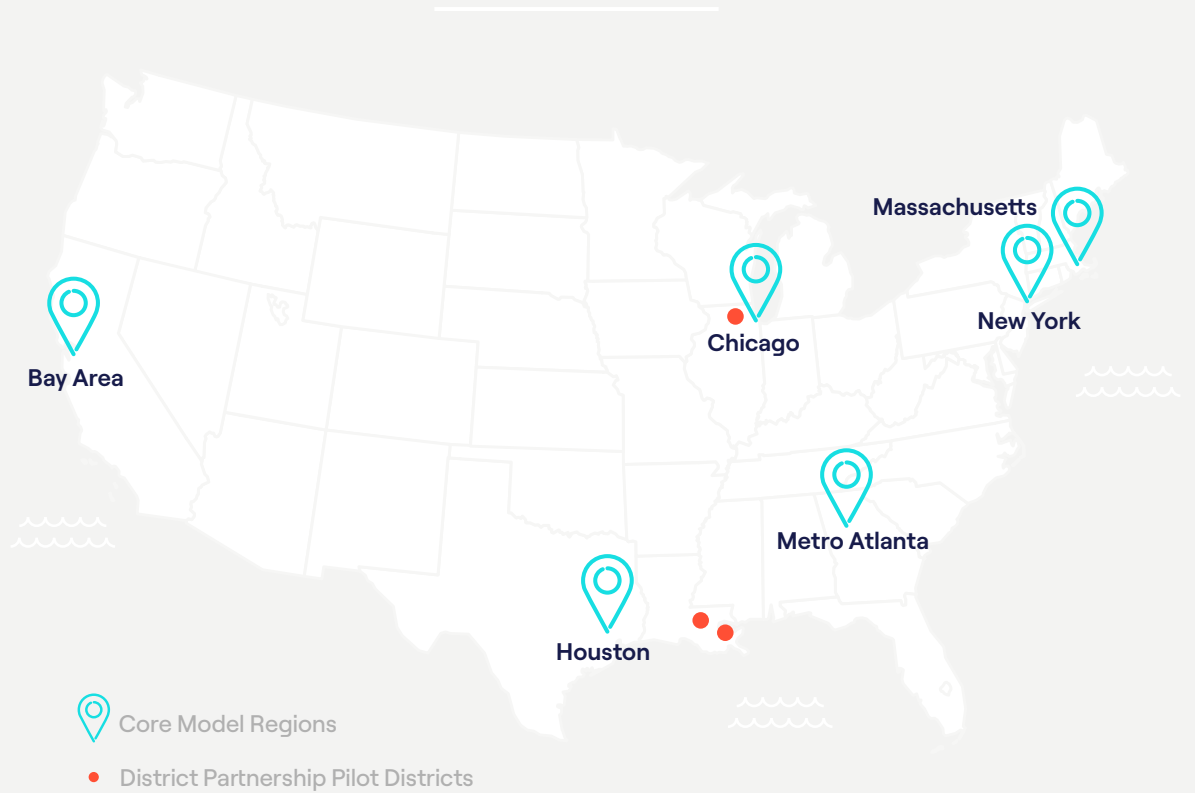 Massachusetts
New York
Chicago
Bay Area
Metro Atlanta
Houston
Core Model Regions
District Partnership Pilot Districts